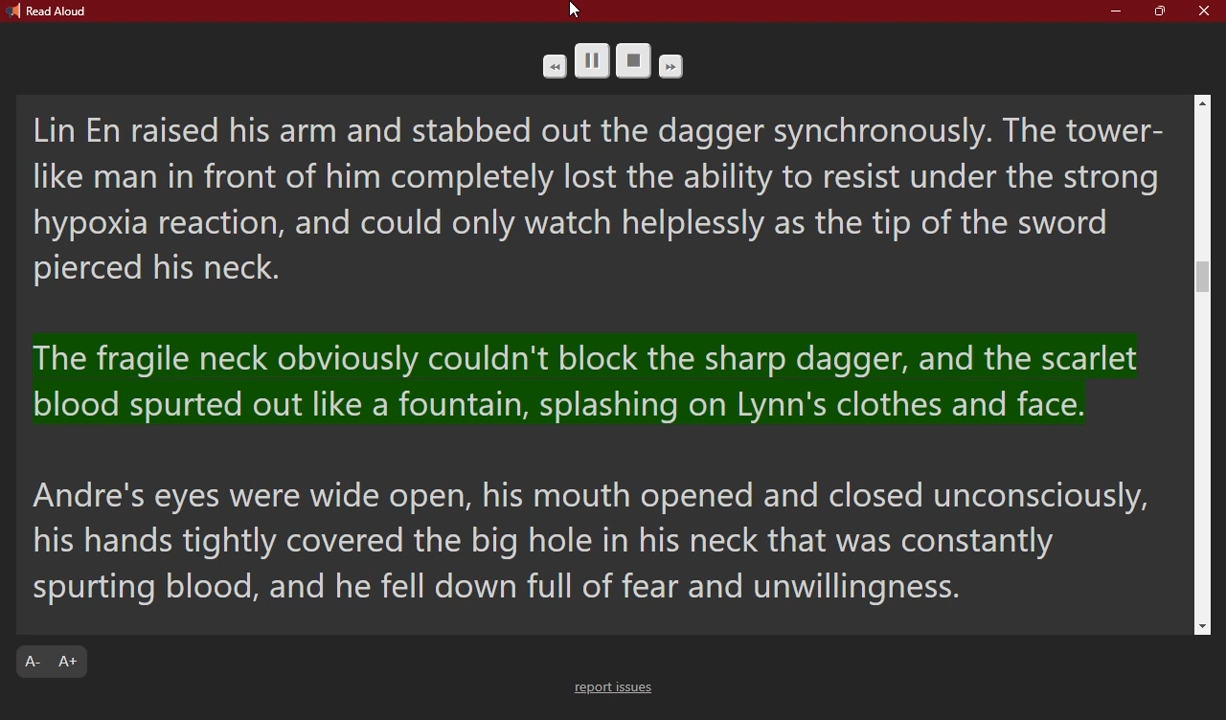 Read Aloud
Lin En raised his arm and stabbed out the dagger synchronously. The tower-
like man in front of him completely lost the ability to resist under the strong
hypoxia reaction, and could only watch helplessly as the tip of the sword
pierced his neck.
The fragile neck obviously couldn't block the sharp dagger, and the scarlet
blood spurted out like a fountain, splashing on Lynn's clothes and face.
Andre's eyes were wide open, his mouth opened and closed unconsciously,
his hands tightly covered the big hole in his neck that was constantly
spurting blood, and he fell down full of fear and unwillingness.
A- A+
report issues